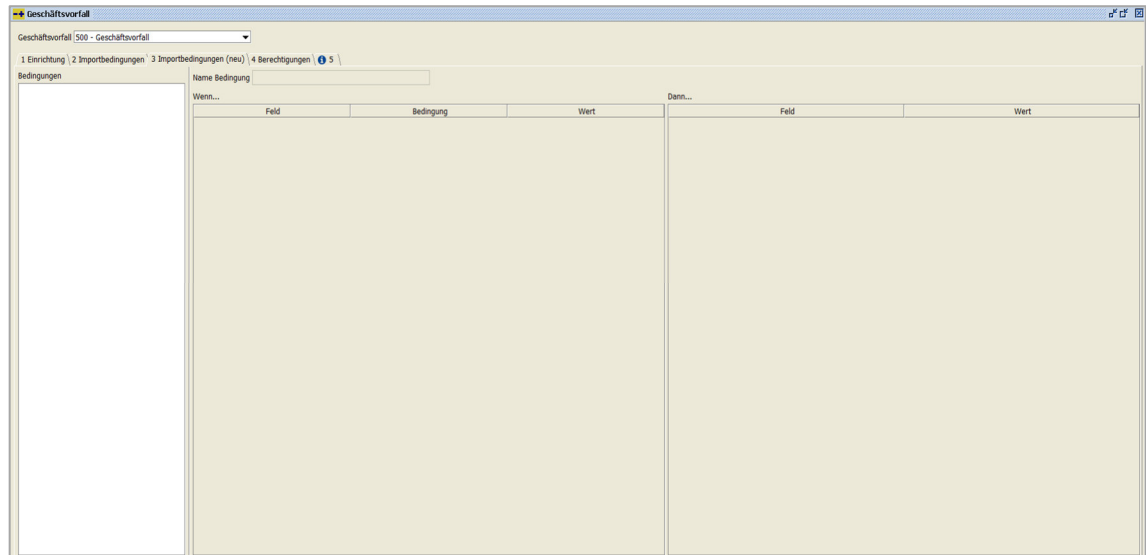 Geschäftsvorfall
Geschäftsvorfall 500 - Geschäftsvorfall
1 Einrichtung 2 Importbedingungen 3 Importbedingungen (neu) 4 Berechtigungen 5
Bedingungen
Name Bedingung
Wenn... Dann...
Feld Bedingung Wert Feld Wert